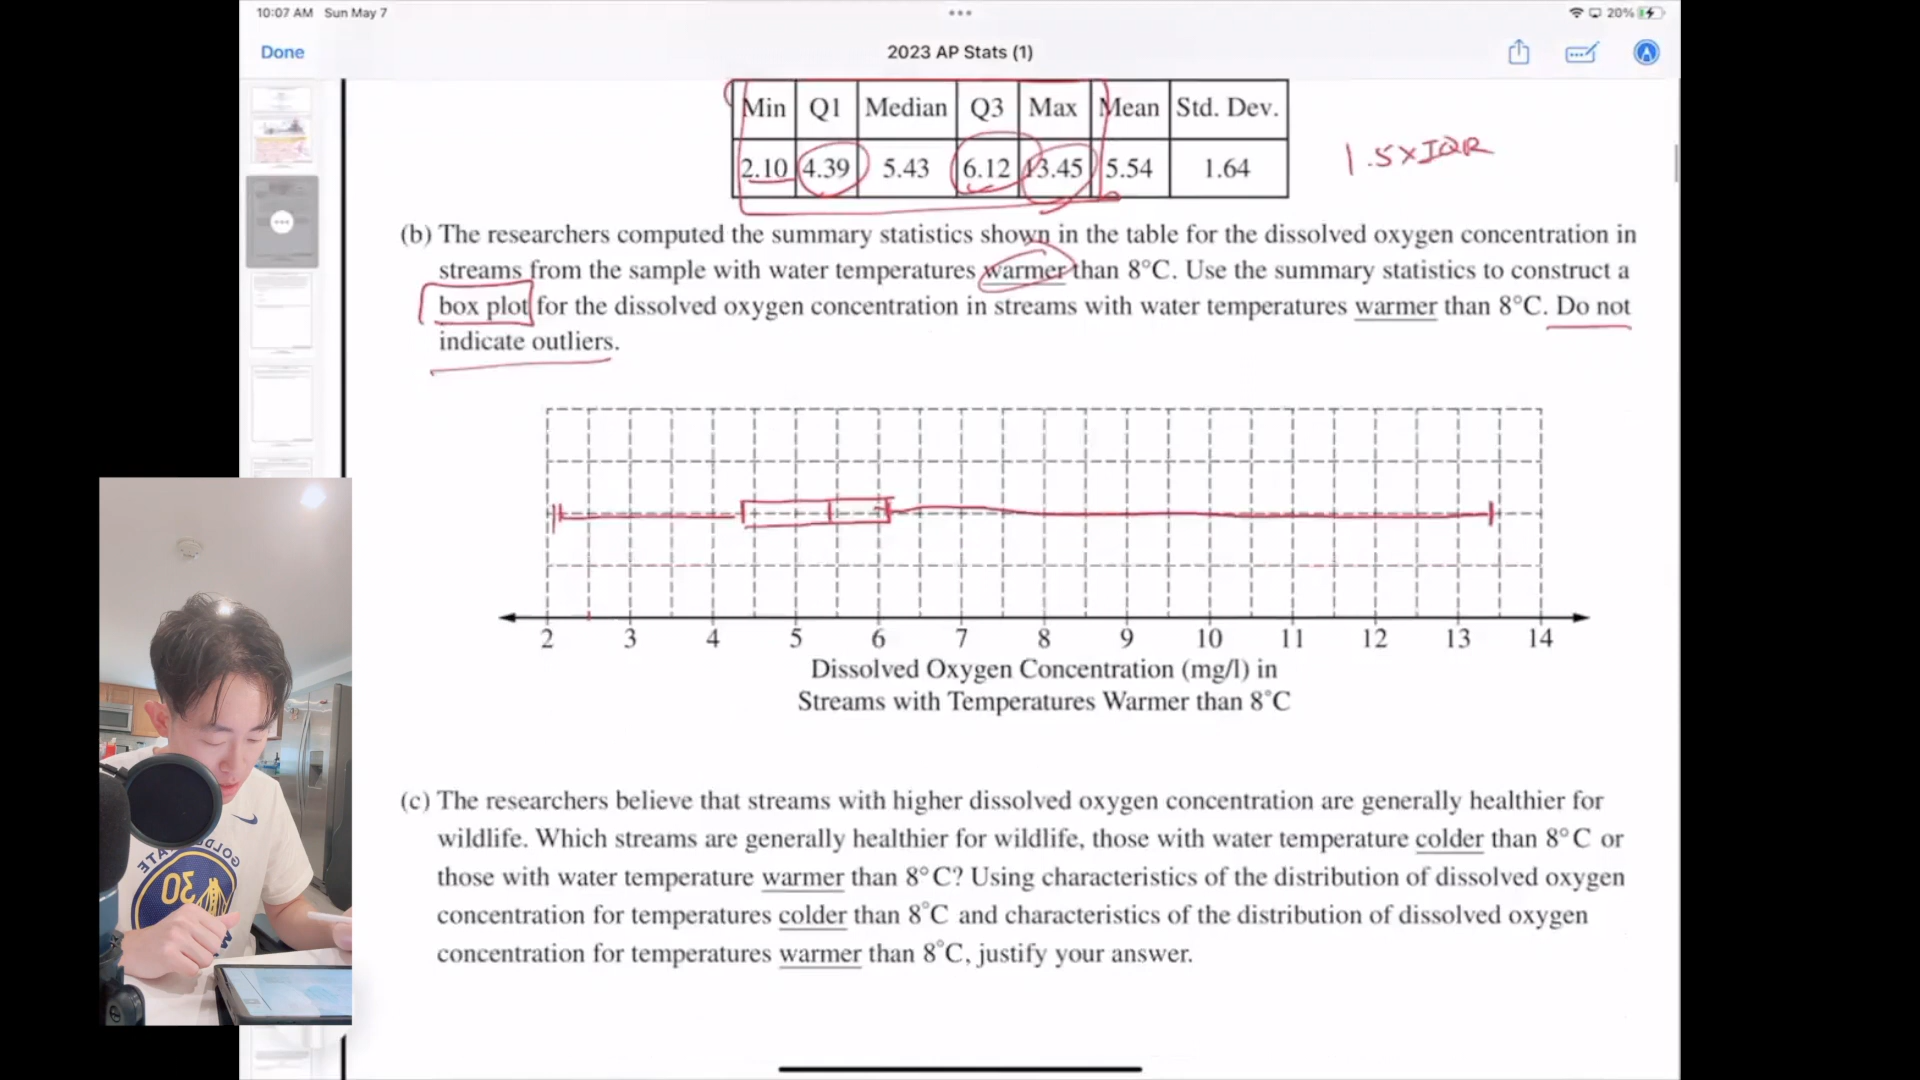 10:07 AM Sun May 7
20%
Done
2023 AP Stats (1)
Min Q1 Median Q3 Max Mean Std. Dev.
2.10 4.39 5.43 6.12 13.45 5.54 1.64
1.5×IQR
(b) The researchers computed the summary statistics shown in the table for the dissolved oxygen concentration in
streams from the sample with water temperatures warmer than 8°C. Use the summary statistics to construct a
box plot for the dissolved oxygen concentration in streams with water temperatures warmer than 8°C. Do not
indicate outliers.
2 3 4 5 6 7 8 9 10 11 12 13 14
Dissolved Oxygen Concentration (mg/l) in
Streams with Temperatures Warmer than 8°C
(c) The researchers believe that streams with higher dissolved oxygen concentration are generally healthier for
wildlife. Which streams are generally healthier for wildlife, those with water temperature colder than 8°C or
those with water temperature warmer than 8°C? Using characteristics of the distribution of dissolved oxygen
concentration for temperatures colder than 8°C and characteristics of the distribution of dissolved oxygen
concentration for temperatures warmer than 8°C, justify your answer.
30